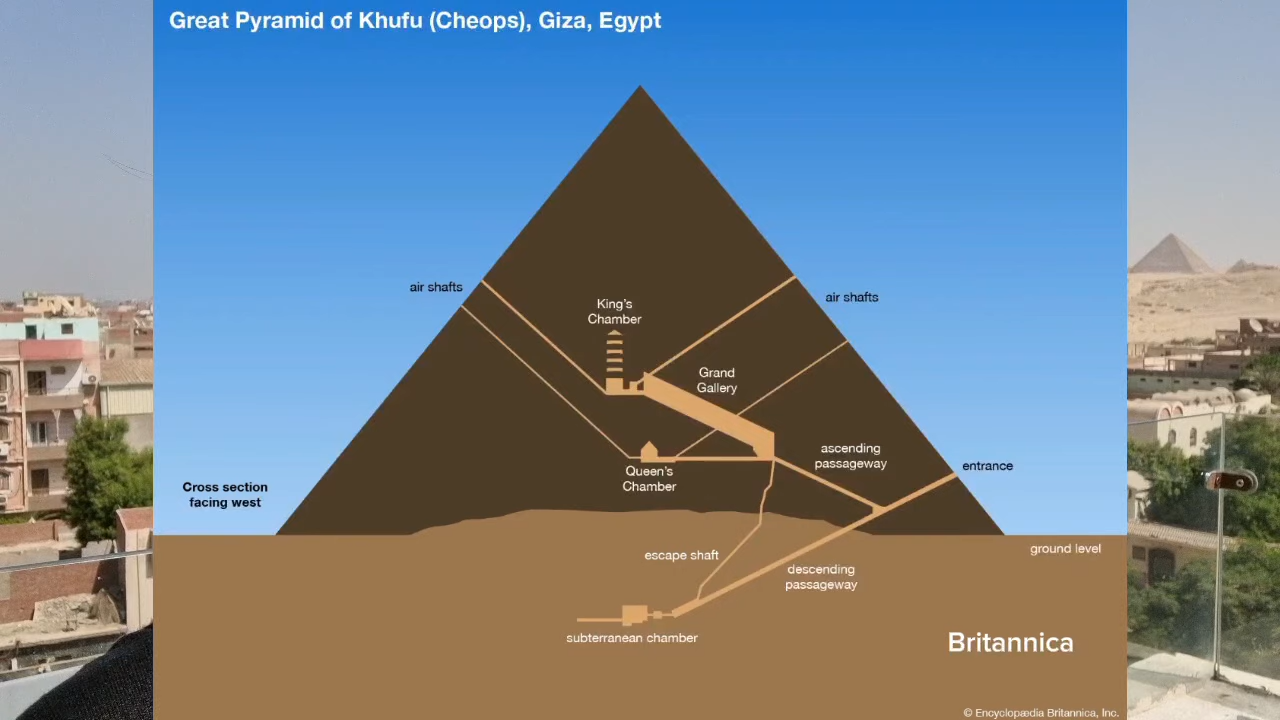 Great Pyramid of Khufu (Cheops), Giza, Egypt
air shafts
King's
Chamber
air shafts
Grand
Gallery
ascending
passageway
entrance
Queen's
Chamber
Cross section
facing west
ground level
escape shaft
descending
passageway
subterranean chamber
Britannica
© Encyclopædia Britannica, Inc.